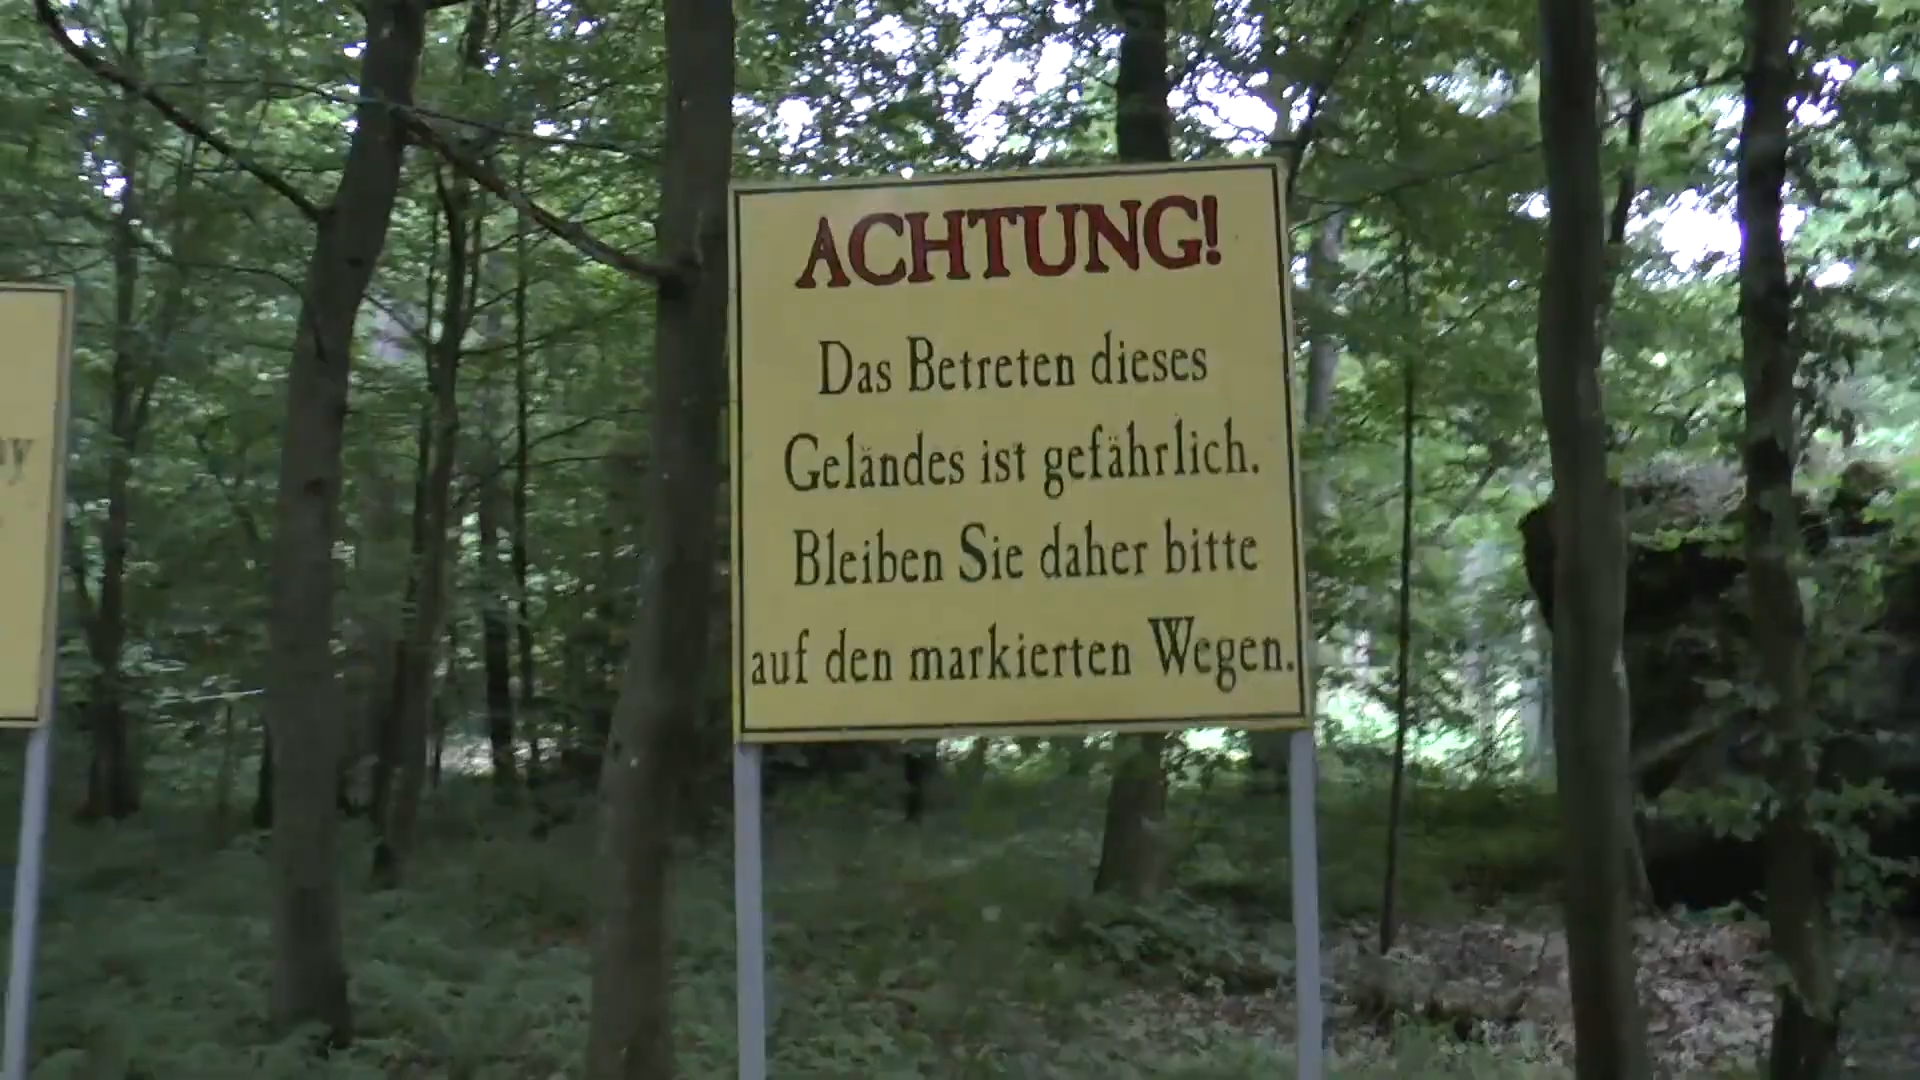 ACHTUNG!
Das Betreten dieses
Geländes ist gefährlich.
Bleiben Sie daher bitte
auf den markierten Wegen.